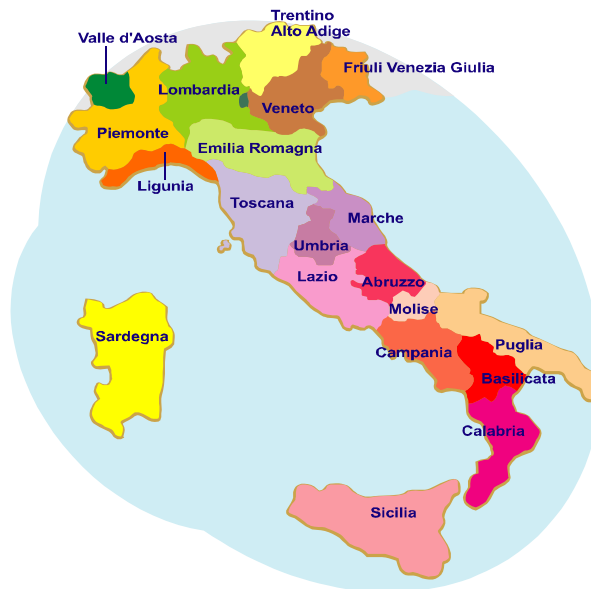 Trentino
Alto Adige
Valle d'Aosta
Friuli Venezia Giulia
Lombardia
Veneto
Piemonte
Emilia Romagna
Ligunia
Toscana
Marche
Umbria
Lazio
Abruzzo
Molise
Sardegna
Puglia
Campania
Basilicata
Calabria
Sicilia